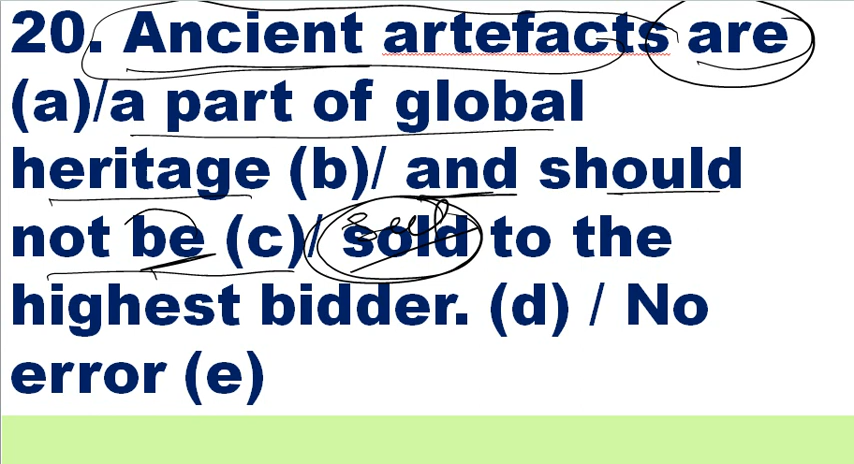 20. Ancient artefacts are
(a)/a part of global
heritage (b)/ and should
not be (c)/ sold to the
sell
highest bidder. (d) / No
error (e)